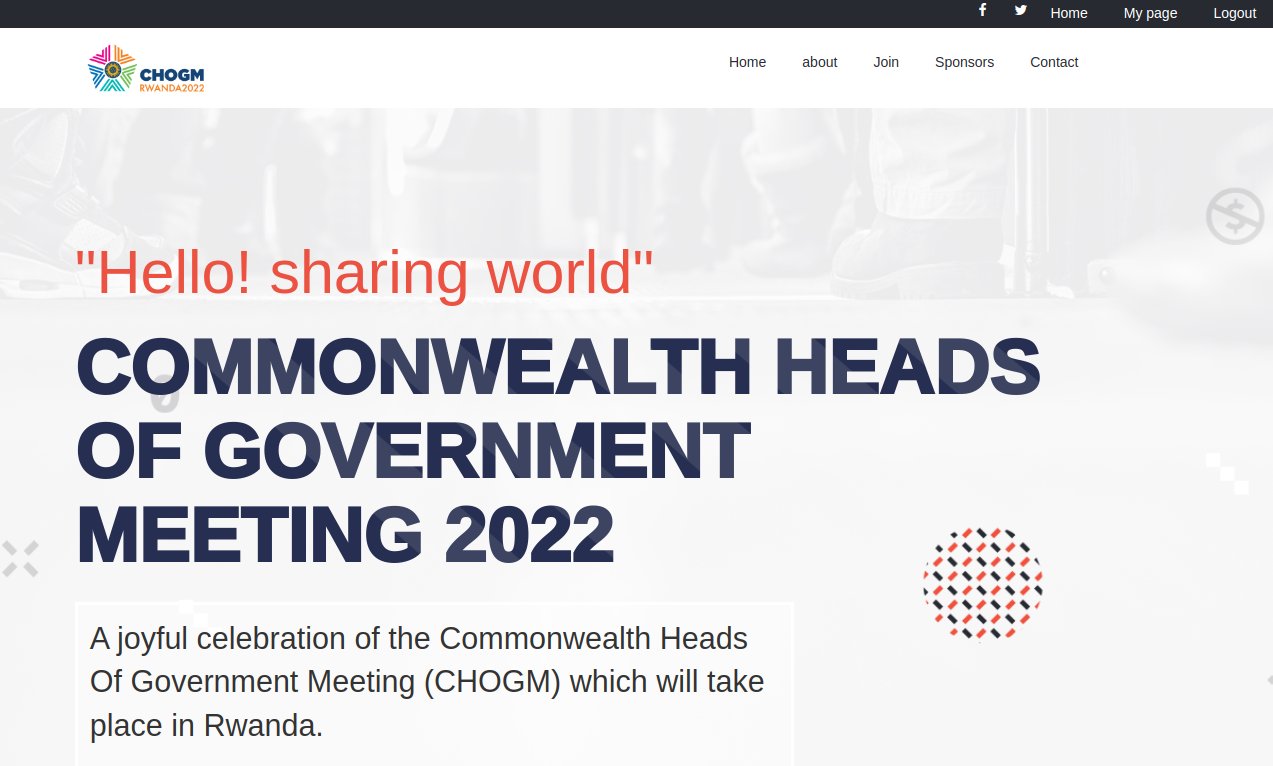 Home My page Logout
CHOGM
RWANDA2022
Home about Join Sponsors Contact
"Hello! sharing world"
COMMONWEALTH HEADS
OF GOVERNMENT
MEETING 2022
A joyful celebration of the Commonwealth Heads
Of Government Meeting (CHOGM) which will take
place in Rwanda.